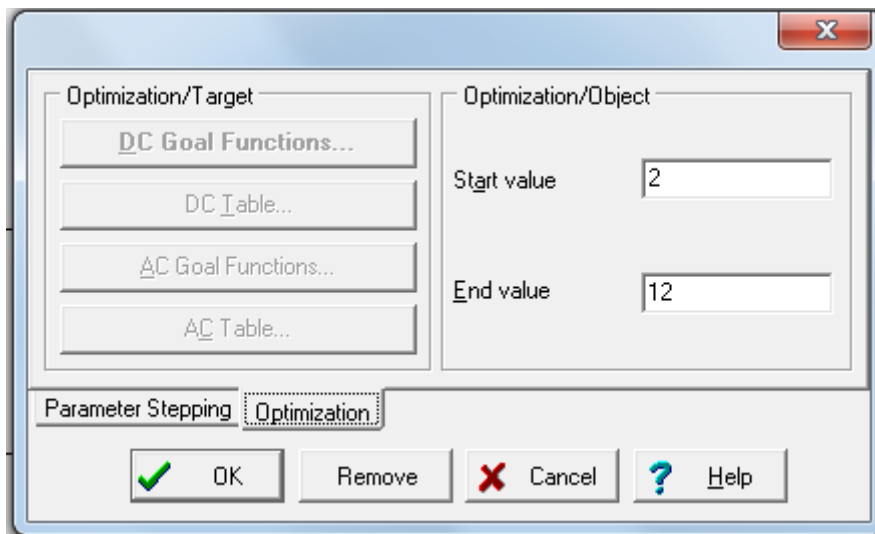 Optimization/Target
DC Goal Functions...
DC Table...
AC Goal Functions...
AC Table...
Optimization/Object
Start value 2
End value 12
Parameter Stepping Optimization
OK Remove Cancel Help